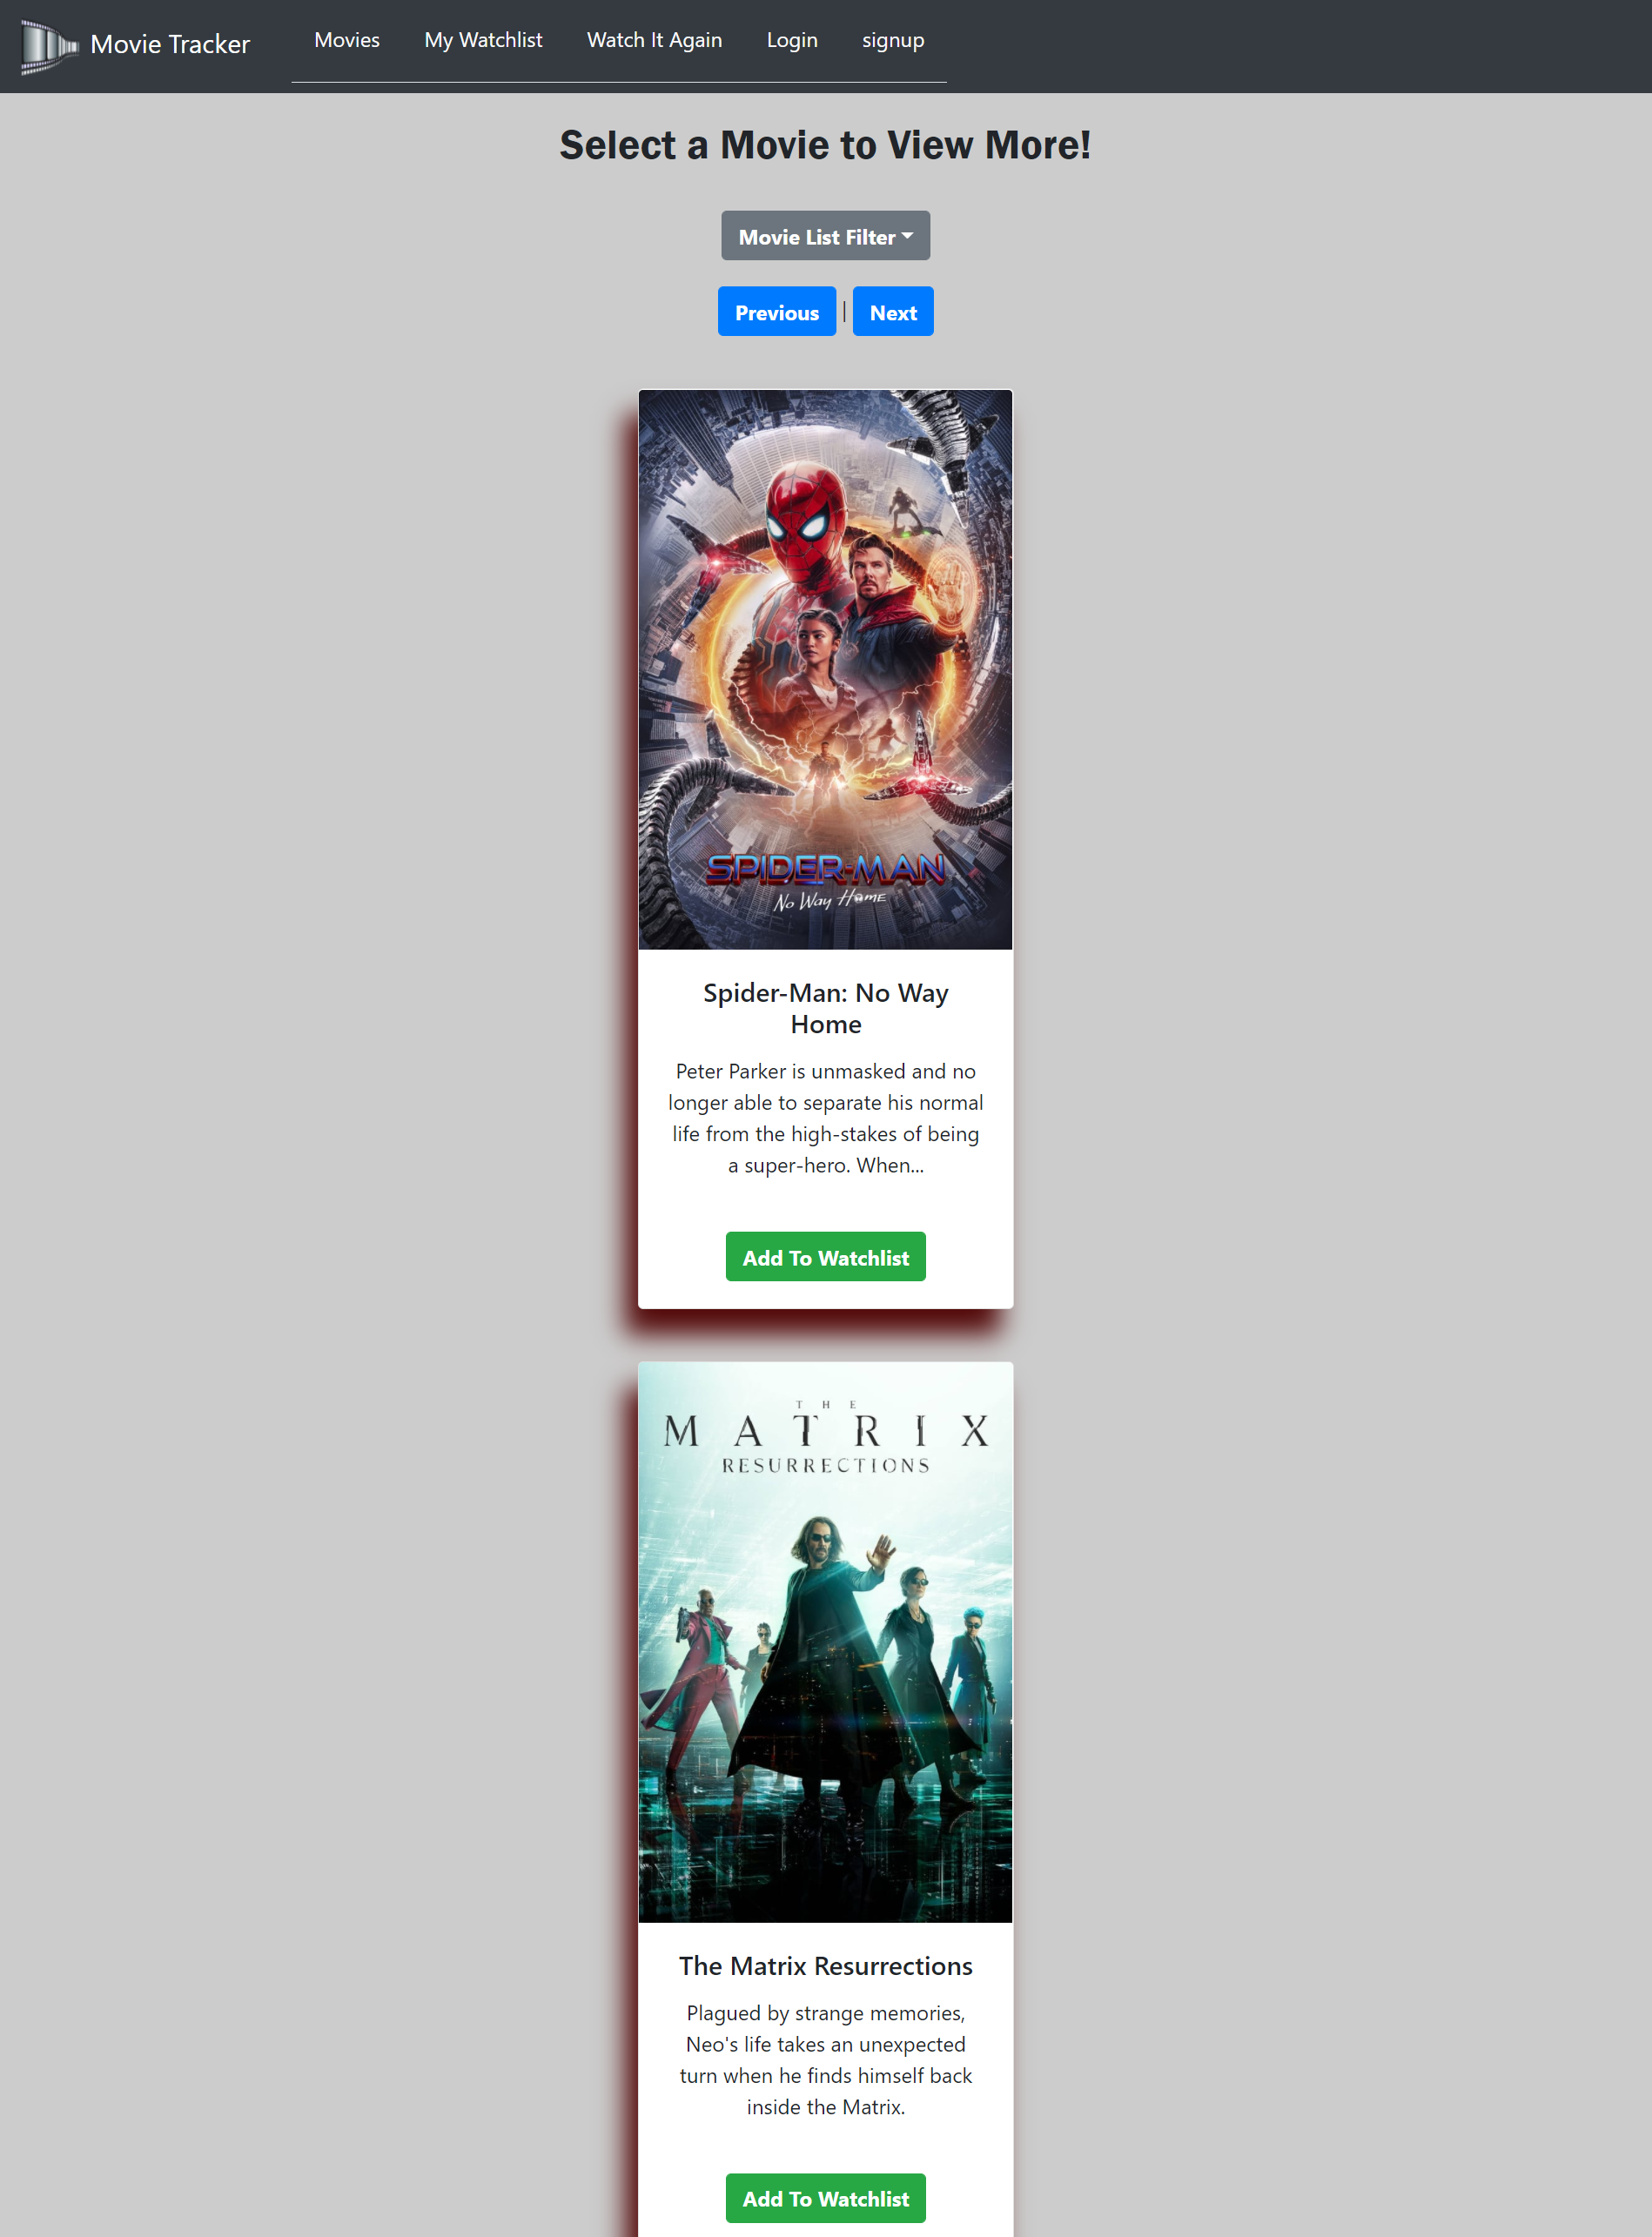 Movie Tracker
Movies
My Watchlist
Watch It Again
Login
signup
Select a Movie to View More!
Movie List Filter
Previous | Next
SPIDER-MAN
No Way Home
Spider-Man: No Way
Home
Peter Parker is unmasked and no
longer able to separate his normal
life from the high-stakes of being
a super-hero. When...
Add To Watchlist
THE
MATRIX
RESURRECTIONS
The Matrix Resurrections
Plagued by strange memories,
Neo's life takes an unexpected
turn when he finds himself back
inside the Matrix.
Add To Watchlist